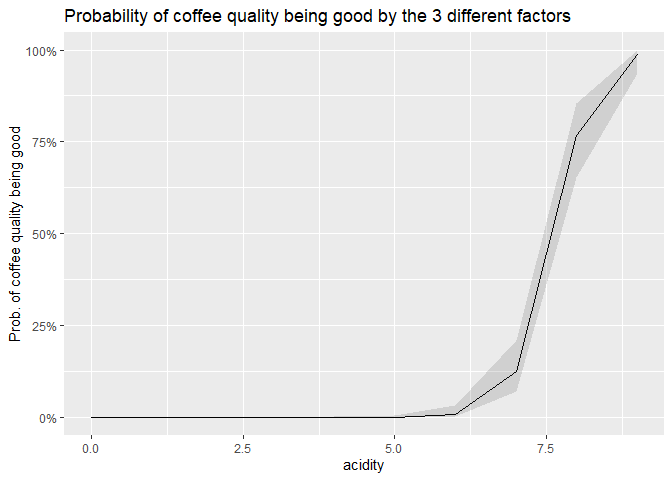 Probability of coffee quality being good by the 3 different factors
Prob. of coffee quality being good
100%
75%
50%
25%
0%
0.0 2.5 5.0 7.5
acidity